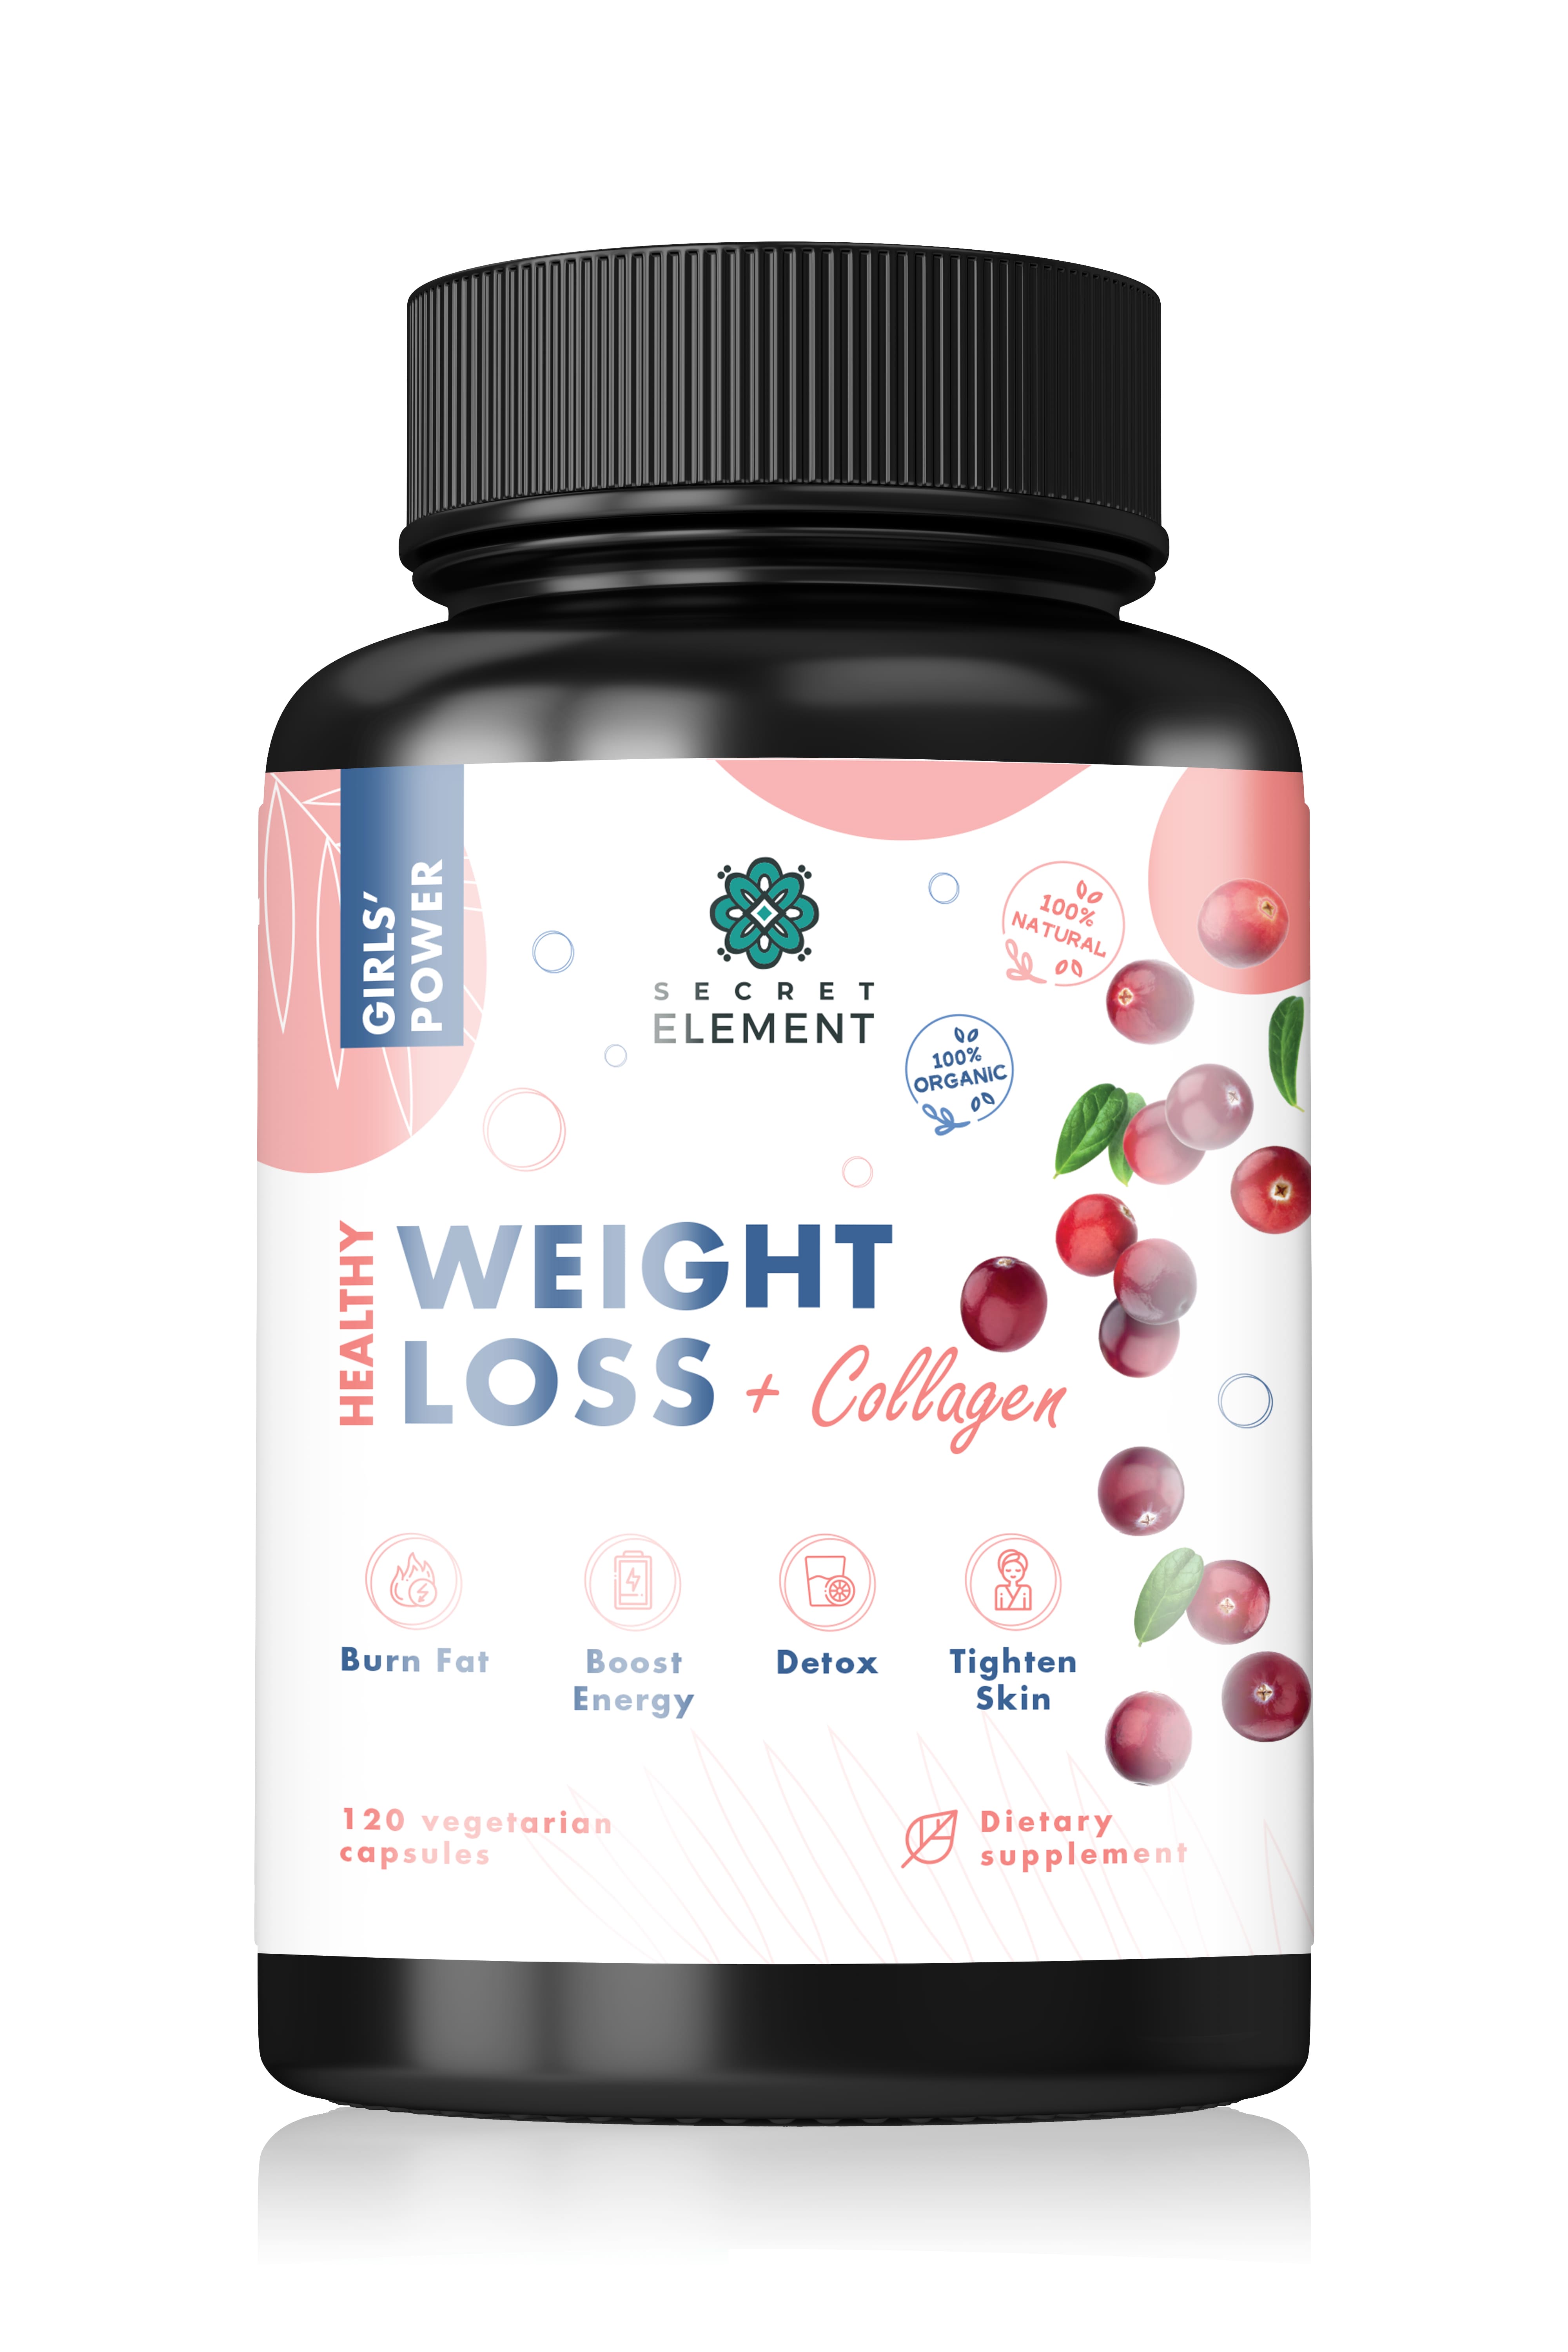 GIRLS'
POWER
SECRET
ELEMENT
100%
NATURAL
100%
ORGANIC
HEALTHY
WEIGHT
LOSS + Collagen
Burn Fat
Boost
Energy
Detox
Tighten
Skin
120 vegetarian
capsules
Dietary
supplement